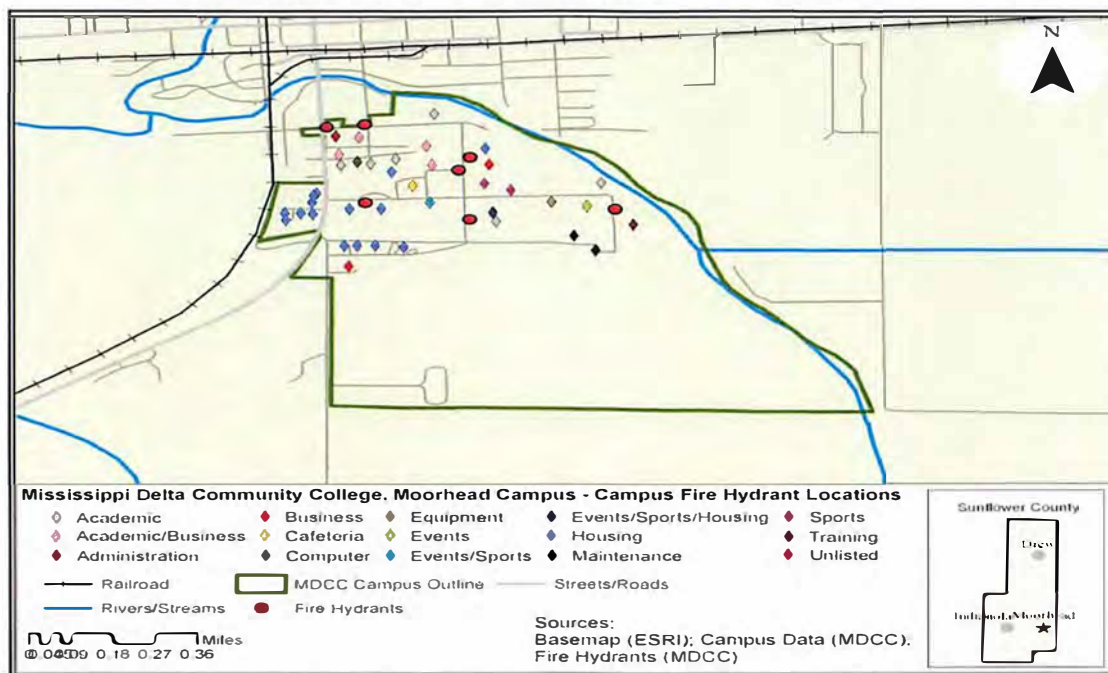 N
Mississippi Delta Community College, Moorhead Campus - Campus Fire Hydrant Locations
Academic Business Equipment Events/Sports/Housing Sports
Academic/Business Cafeteria Events Housing Training
Administration Computer Events/Sports Maintenance Unlisted
Railroad MDCC Campus Outline Streets/Roads
Rivers/Streams Fire Hydrants
Miles
0.18 0.27 0.36
Sources:
Basemap (ESRI); Campus Data (MDCC),
Fire Hydrants (MDCC)
Sunflower County
Drew
Moorhead